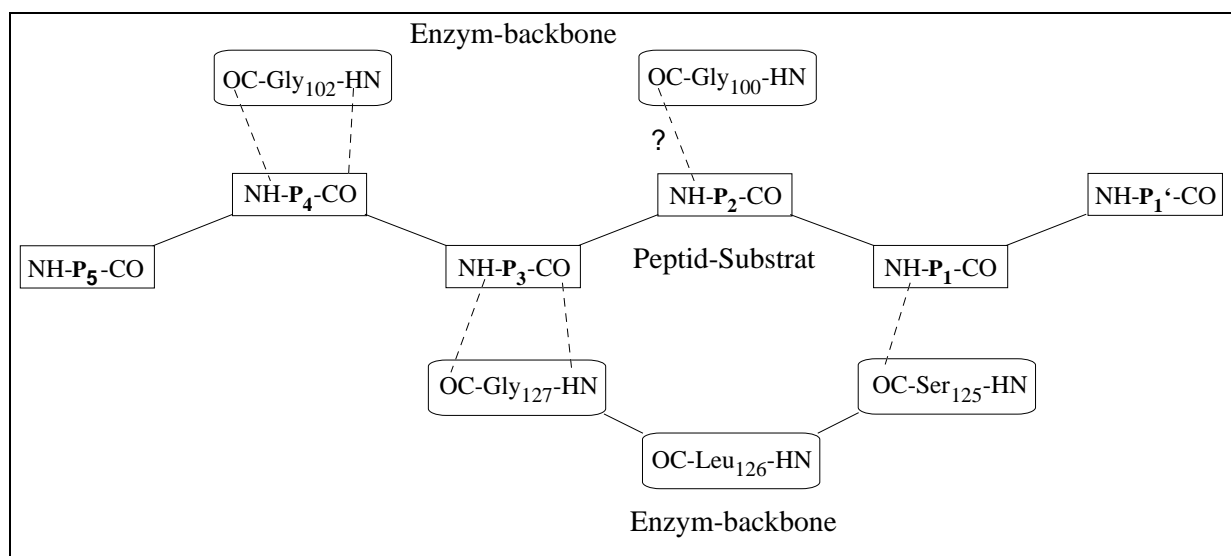 Enzym-backbone
OC-Gly102-HN
OC-Gly100-HN
?
NH-P4-CO
NH-P2-CO
NH-P1‘-CO
NH-P5-CO
NH-P3-CO
Peptid-Substrat
NH-P1-CO
OC-Gly127-HN
OC-Ser125-HN
OC-Leu126-HN
Enzym-backbone